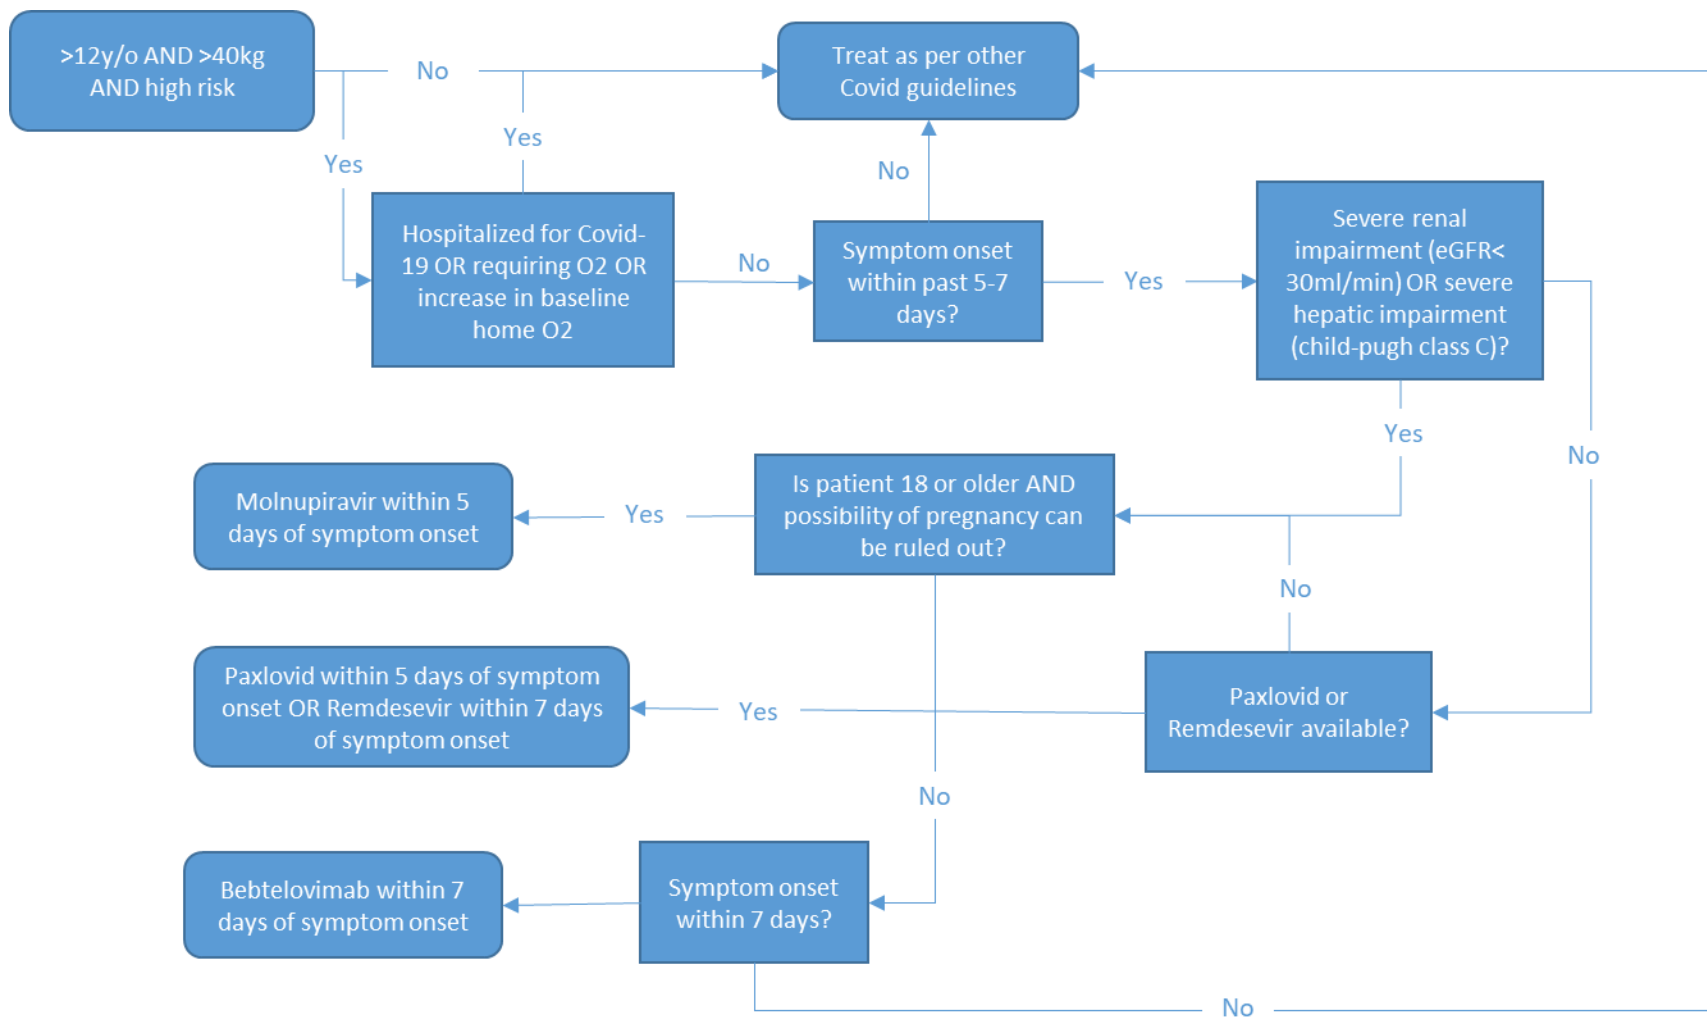 >12y/o AND >40kg
AND high risk
No
Treat as per other
Covid guidelines
Yes
Yes
No
Hospitalized for Covid-
19 OR requiring O2 OR
increase in baseline
home O2
No
Symptom onset
within past 5-7
days?
Yes
Severe renal
impairment (eGFR<
30ml/min) OR severe
hepatic impairment
(child-pugh class C)?
Yes
No
Is patient 18 or older AND
possibility of pregnancy can
be ruled out?
Yes
Molnupiravir within 5
days of symptom onset
No
Paxlovid or
Remdesevir available?
Yes
Paxlovid within 5 days of symptom
onset OR Remdesevir within 7 days
of symptom onset
No
Symptom onset
within 7 days?
Bebtelovimab within 7
days of symptom onset
No